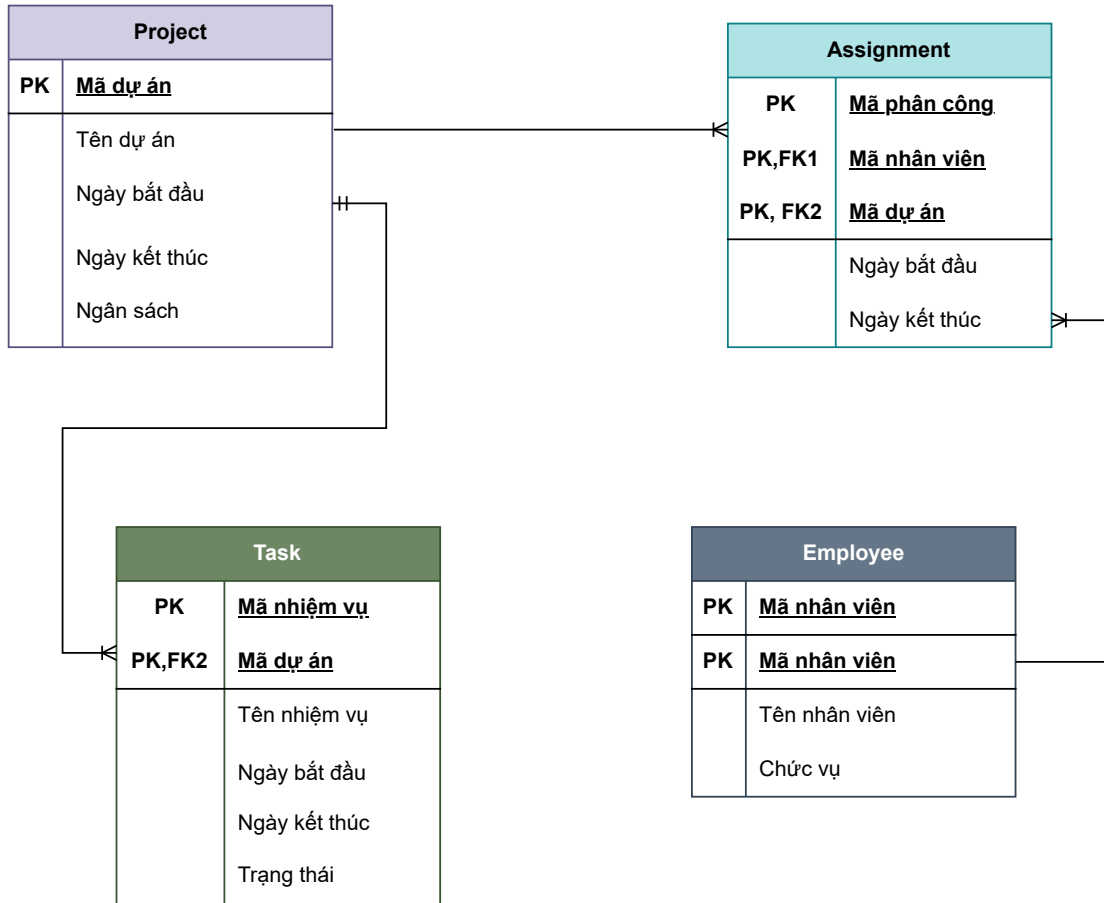 Project
PK Mã dự án
Tên dự án
Ngày bắt đầu
Ngày kết thúc
Ngân sách
Assignment
PK Mã phân công
PK,FK1 Mã nhân viên
PK, FK2 Mã dự án
Ngày bắt đầu
Ngày kết thúc
Task
PK Mã nhiệm vụ
PK,FK2 Mã dự án
Tên nhiệm vụ
Ngày bắt đầu
Ngày kết thúc
Trạng thái
Employee
PK Mã nhân viên
PK Mã nhân viên
Tên nhân viên
Chức vụ